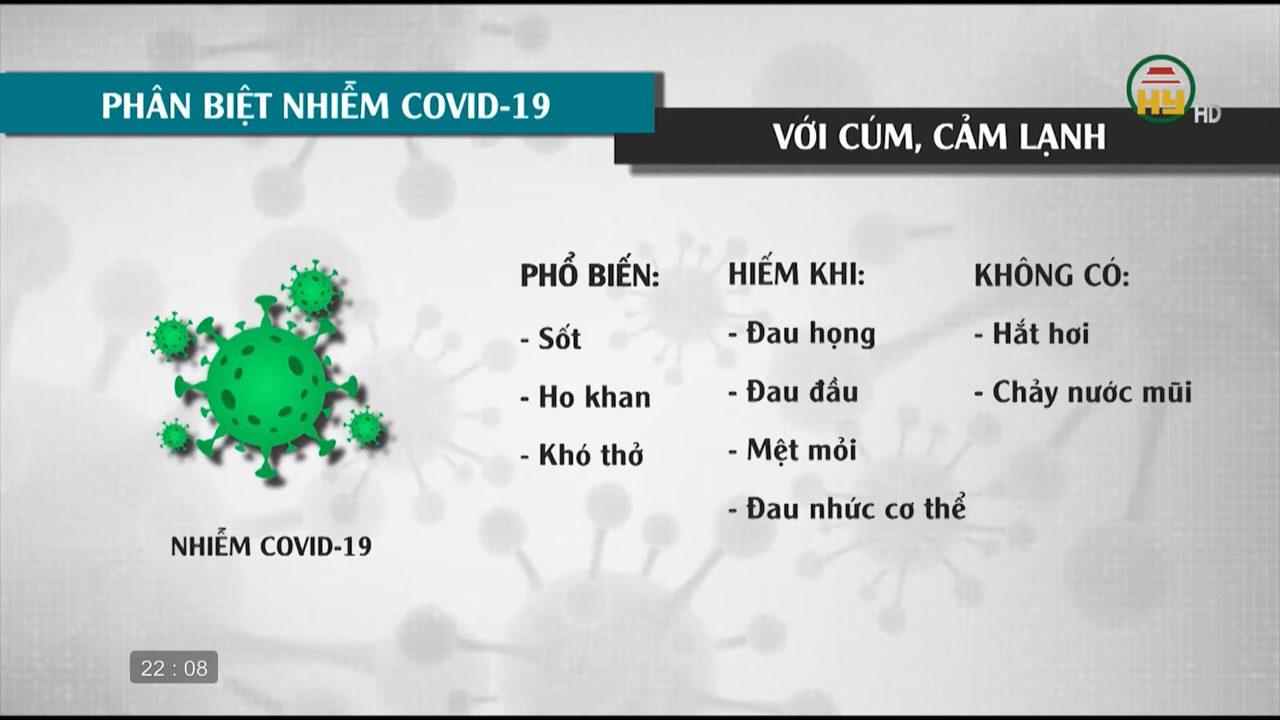 PHÂN BIỆT NHIỄM COVID-19
VỚI CÚM, CẢM LẠNH
HY HD
PHỔ BIẾN:
- Sốt
- Ho khan
- Khó thở
HIẾM KHI:
- Đau họng
- Đau đầu
- Mệt mỏi
- Đau nhức cơ thể
KHÔNG CÓ:
- Hắt hơi
- Chảy nước mũi
NHIỄM COVID-19
22 : 08